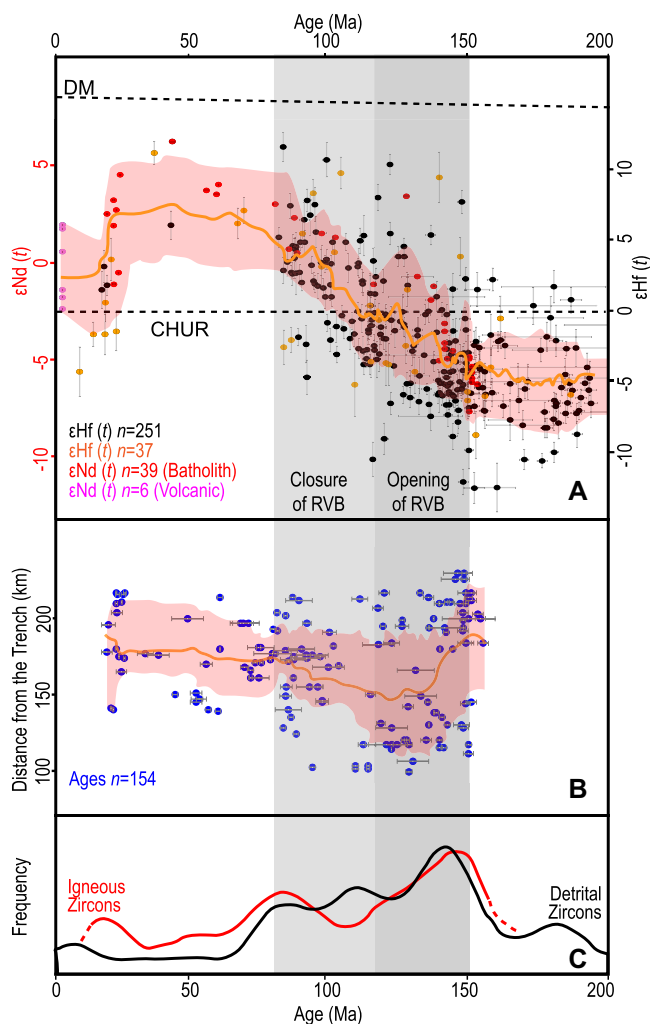 Age (Ma)
0 50 100 150 200
DM
5
0
-5
-10
εNd (t)
10
5
0
-5
-10
εHf (t)
CHUR
εHf (t) n=251
εHf (t) n=37
εNd (t) n=39 (Batholith)
εNd (t) n=6 (Volcanic)
Closure
of RVB
Opening
of RVB
A
Distance from the Trench (km)
200
150
100
Ages n=154
B
Frequency
Igneous
Zircons
Detrital
Zircons
C
0 50 100 150 200
Age (Ma)